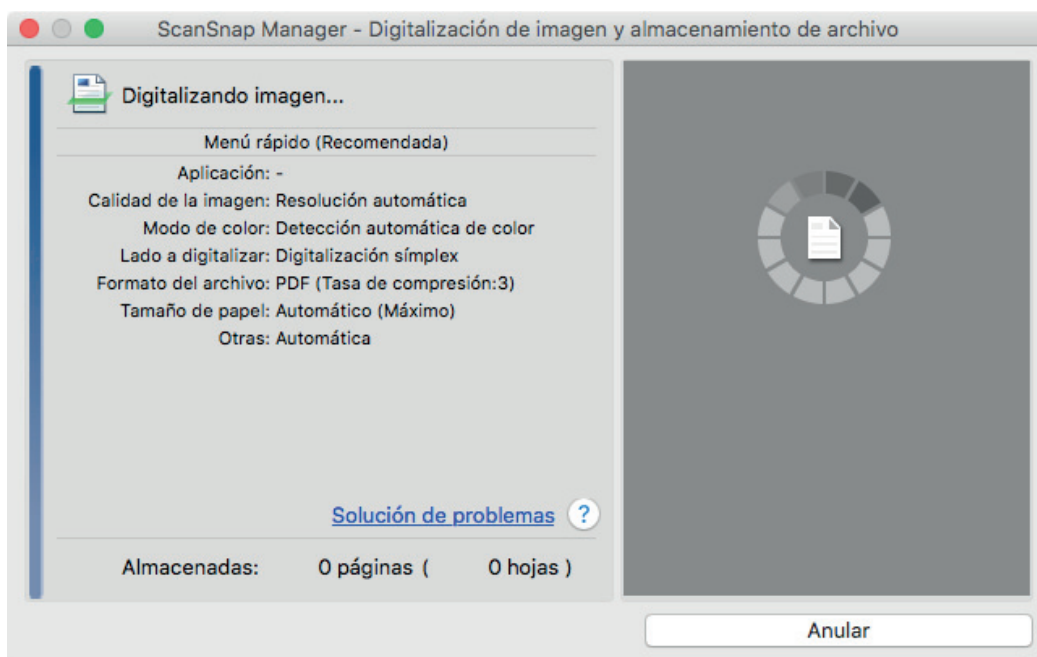 ScanSnap Manager - Digitalización de imagen y almacenamiento de archivo
Digitalizando imagen...
Menú rápido (Recomendada)
Aplicación: -
Calidad de la imagen: Resolución automática
Modo de color: Detección automática de color
Lado a digitalizar: Digitalización símplex
Formato del archivo: PDF (Tasa de compresión:3)
Tamaño de papel: Automático (Máximo)
Otras: Automática
Solución de problemas ?
Almacenadas: 0 páginas ( 0 hojas )
Anular